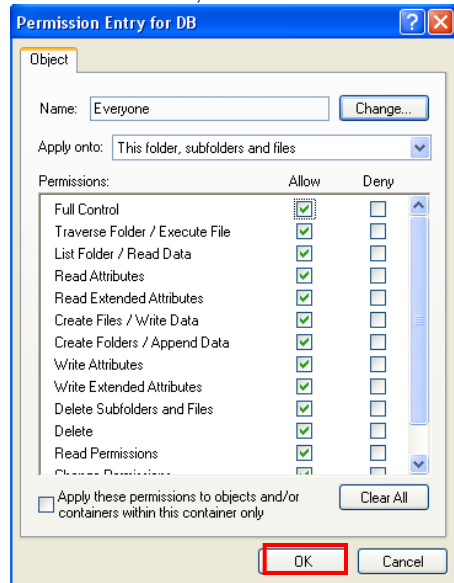 Permission Entry for DB
Object
Name: Everyone Change...
Apply onto: This folder, subfolders and files
Permissions: Allow Deny
Full Control
Traverse Folder / Execute File
List Folder / Read Data
Read Attributes
Read Extended Attributes
Create Files / Write Data
Create Folders / Append Data
Write Attributes
Write Extended Attributes
Delete Subfolders and Files
Delete
Read Permissions
Change Permissions
Apply these permissions to objects and/or Clear All
containers within this container only
OK Cancel